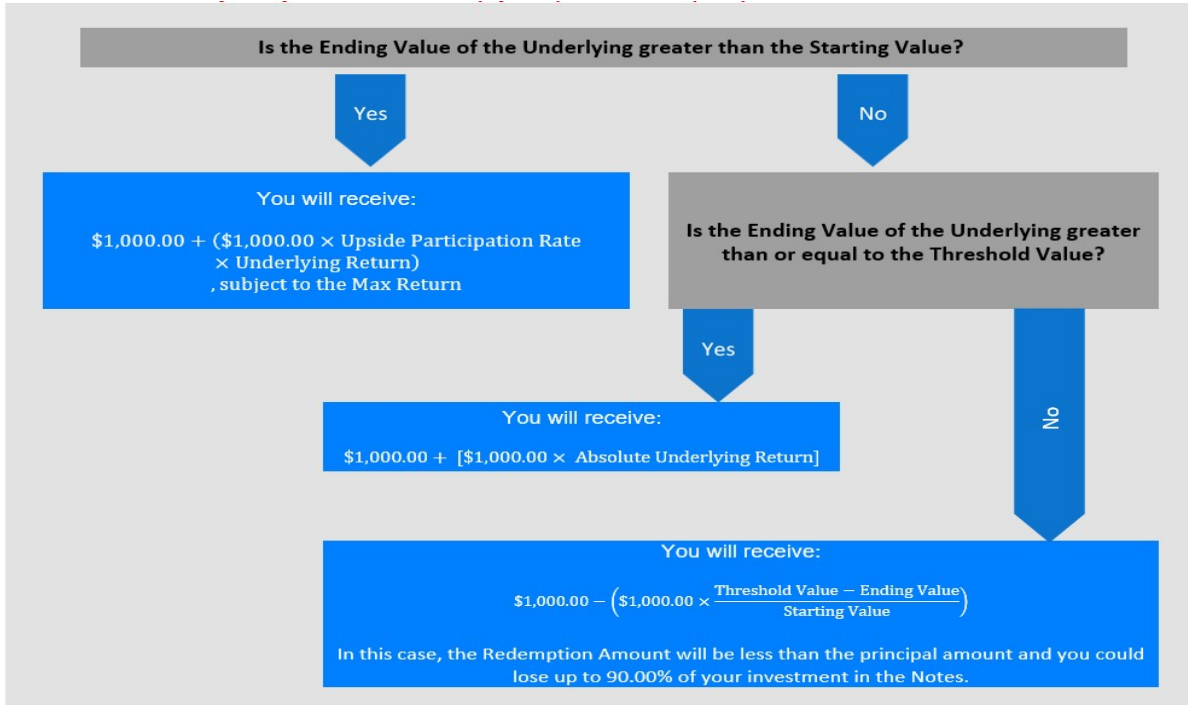 Is the Ending Value of the Underlying greater than the Starting Value?
Yes
No
You will receive:
$1,000.00 + ($1,000.00 × Upside Participation Rate
× Underlying Return)
, subject to the Max Return
Is the Ending Value of the Underlying greater
than or equal to the Threshold Value?
Yes
No
You will receive:
$1,000.00 + [$1,000.00 × Absolute Underlying Return]
You will receive:
$1,000.00 − ($1,000.00 × Threshold Value − Ending Value / Starting Value)
In this case, the Redemption Amount will be less than the principal amount and you could
lose up to 90.00% of your investment in the Notes.